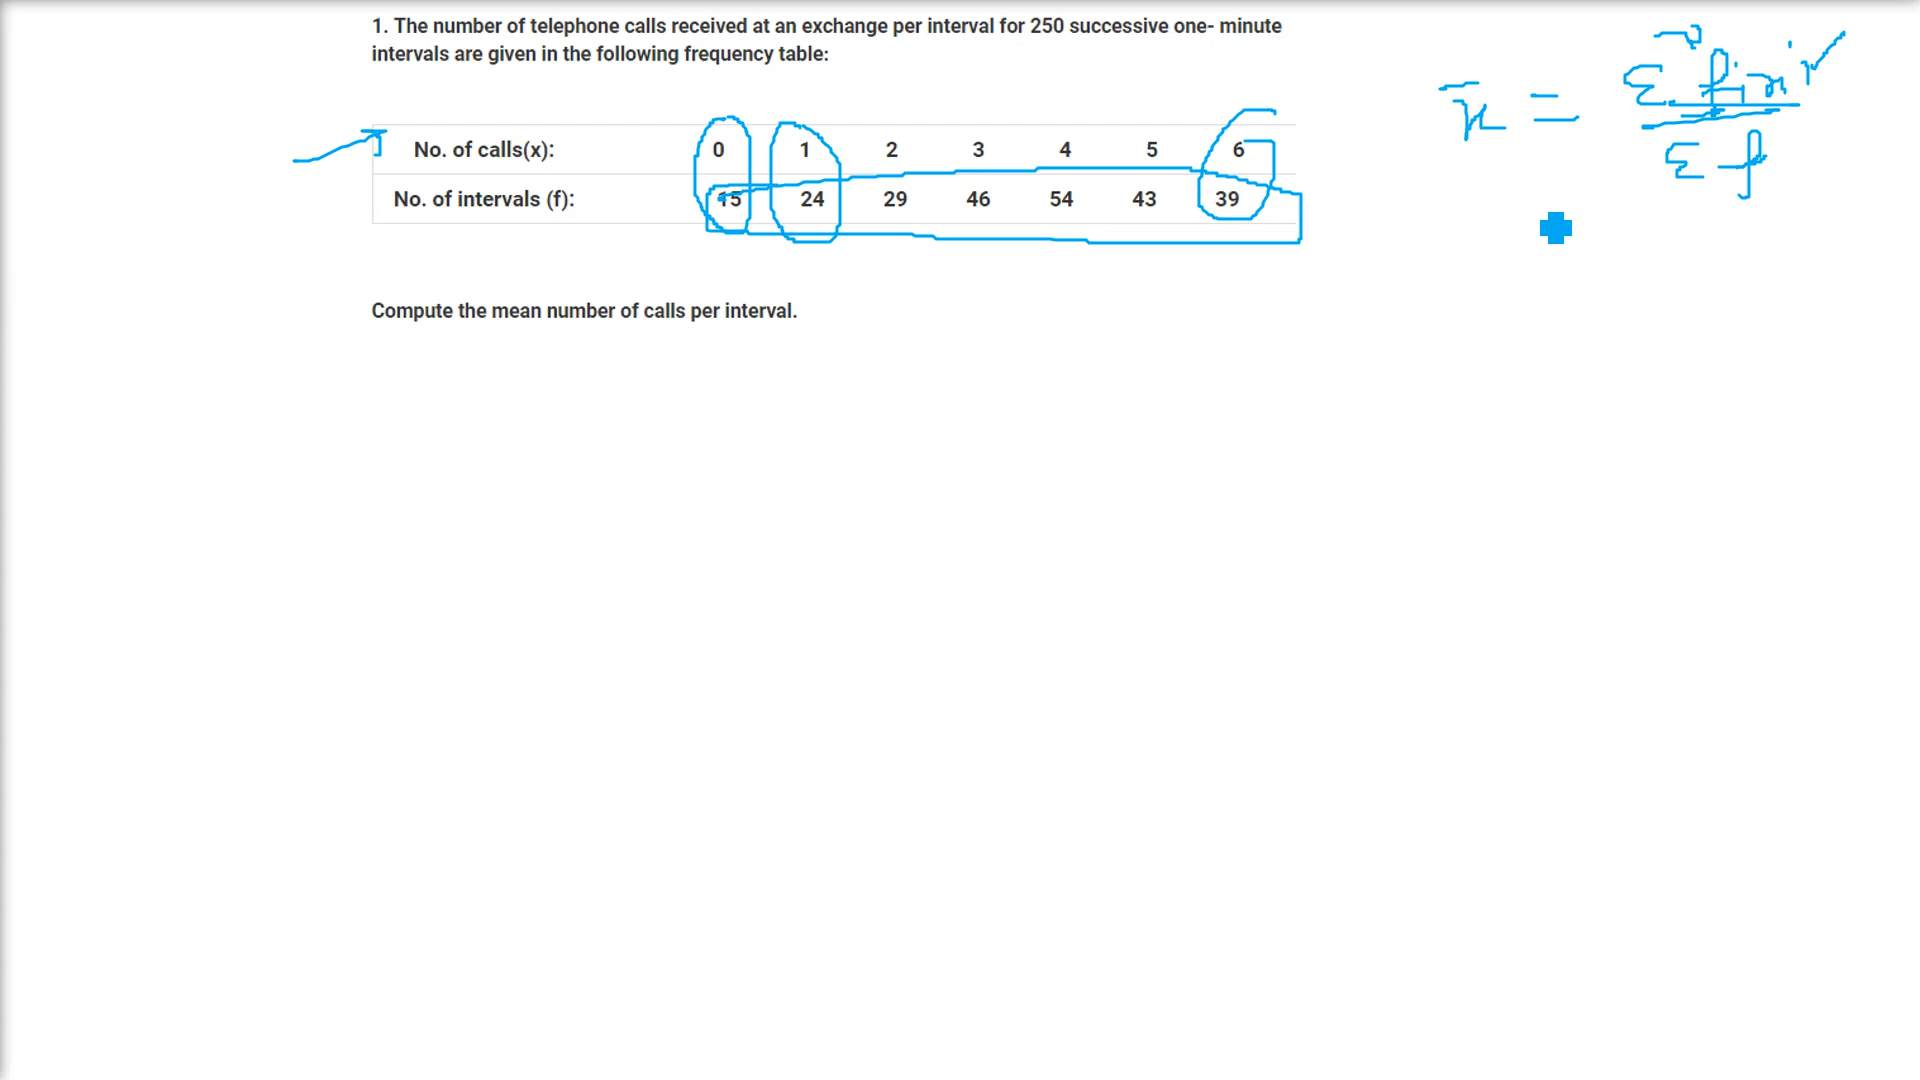 1. The number of telephone calls received at an exchange per interval for 250 successive one- minute
intervals are given in the following frequency table:
No. of calls(x): 0 1 2 3 4 5 6
No. of intervals (f): 15 24 29 46 54 43 39
Compute the mean number of calls per interval.
x̄ = Σ fᵢxᵢ
Σ f